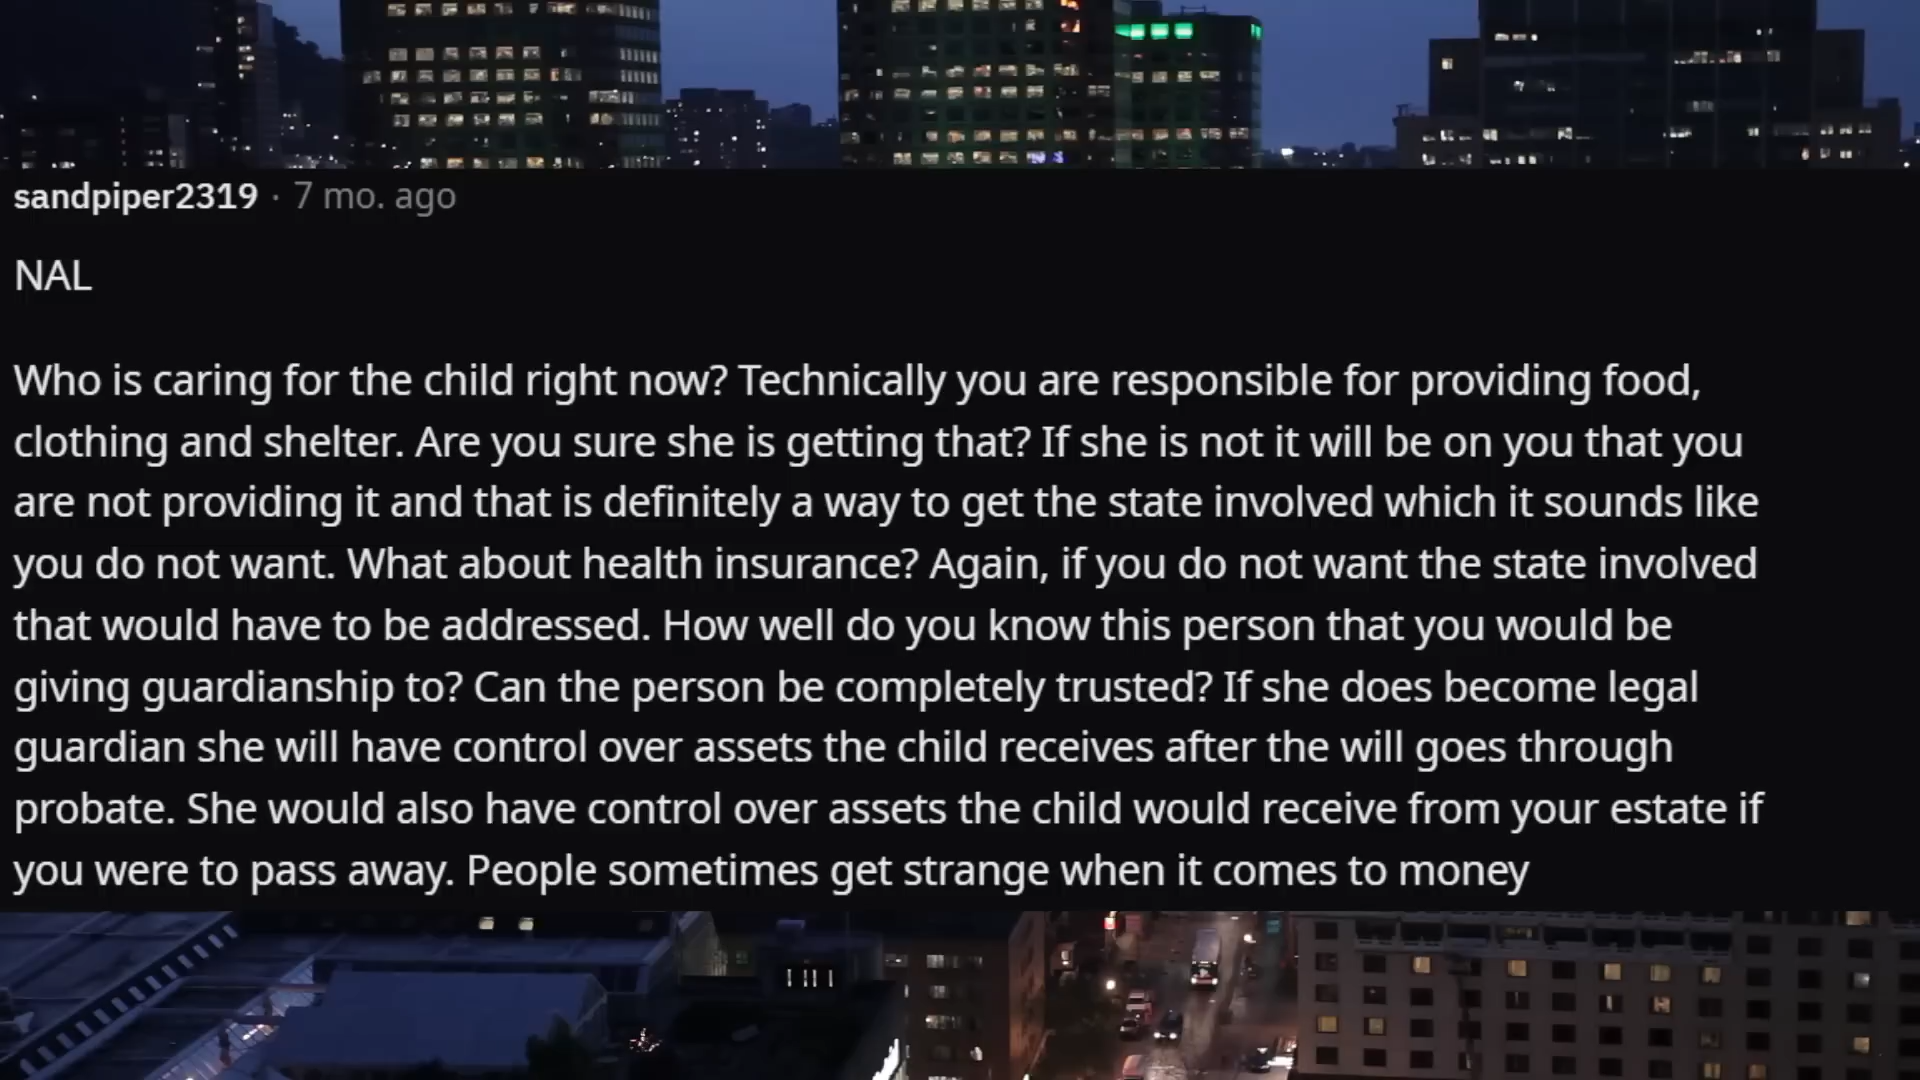 sandpiper2319 · 7 mo. ago
NAL
Who is caring for the child right now? Technically you are responsible for providing food,
clothing and shelter. Are you sure she is getting that? If she is not it will be on you that you
are not providing it and that is definitely a way to get the state involved which it sounds like
you do not want. What about health insurance? Again, if you do not want the state involved
that would have to be addressed. How well do you know this person that you would be
giving guardianship to? Can the person be completely trusted? If she does become legal
guardian she will have control over assets the child receives after the will goes through
probate. She would also have control over assets the child would receive from your estate if
you were to pass away. People sometimes get strange when it comes to money